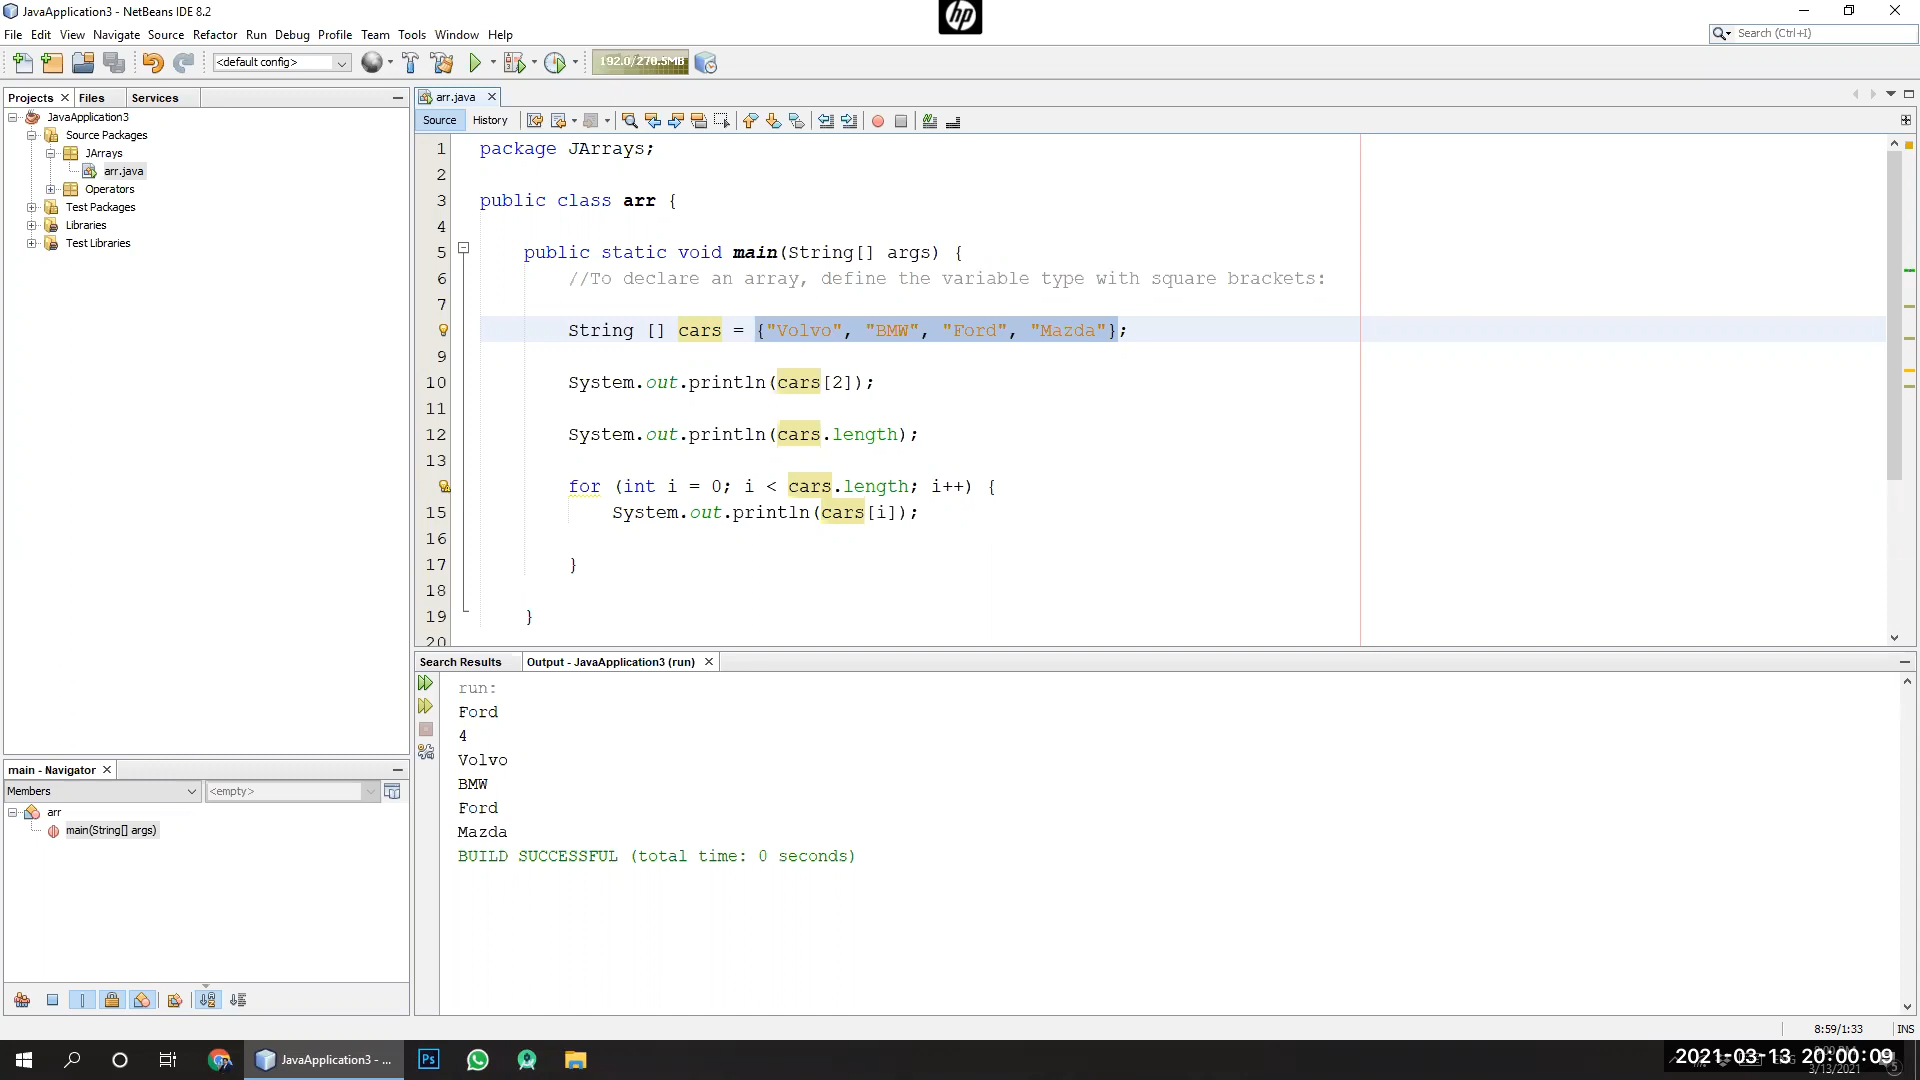 JavaApplication3 - NetBeans IDE 8.2
hp
File Edit View Navigate Source Refactor Run Debug Profile Team Tools Window Help
Search (Ctrl+I)
<default config>
192.0/270.5MB
Projects Files Services
JavaApplication3
Source Packages
JArrays
arr.java
Operators
Test Packages
Libraries
Test Libraries
arr.java
Source History
1 package JArrays;
2
3 public class arr {
4
5 public static void main(String[] args) {
6 //To declare an array, define the variable type with square brackets:
7
String [] cars = {"Volvo", "BMW", "Ford", "Mazda"};
9
10 System.out.println(cars[2]);
11
12 System.out.println(cars.length);
13
for (int i = 0; i < cars.length; i++) {
15 System.out.println(cars[i]);
16
17 }
18
19 }
20
Search Results Output - JavaApplication3 (run)
run:
Ford
4
Volvo
BMW
Ford
Mazda
BUILD SUCCESSFUL (total time: 0 seconds)
main - Navigator
Members <empty>
arr
main(String[] args)
8:59/1:33 INS
JavaApplication3 - ...
Ps
2021-03-13 20:00:09
3/13/2021
5